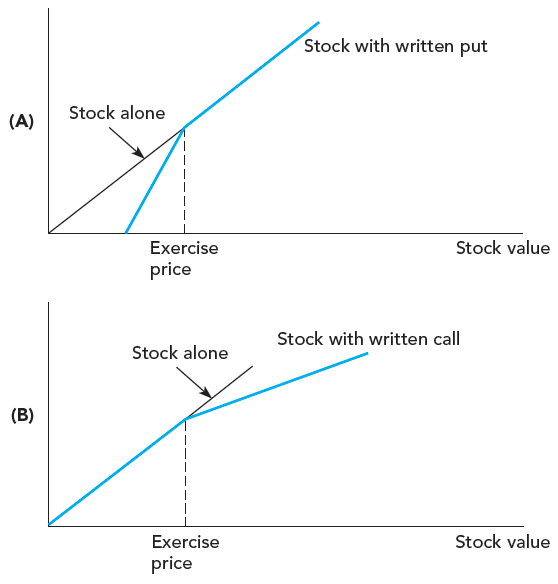 Stock with written put
Stock alone
(A)
Exercise
price
Stock value
Stock with written call
Stock alone
(B)
Exercise
price
Stock value